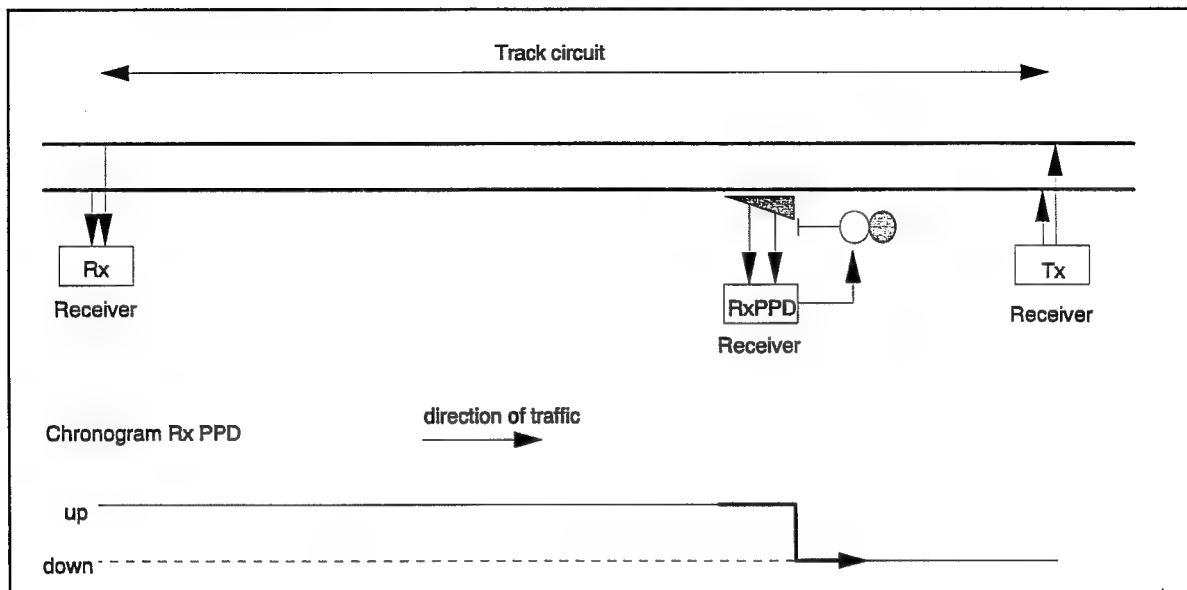 Track circuit
Rx
Receiver
RxPPD
Receiver
Tx
Receiver
Chronogram Rx PPD
direction of traffic
up
down